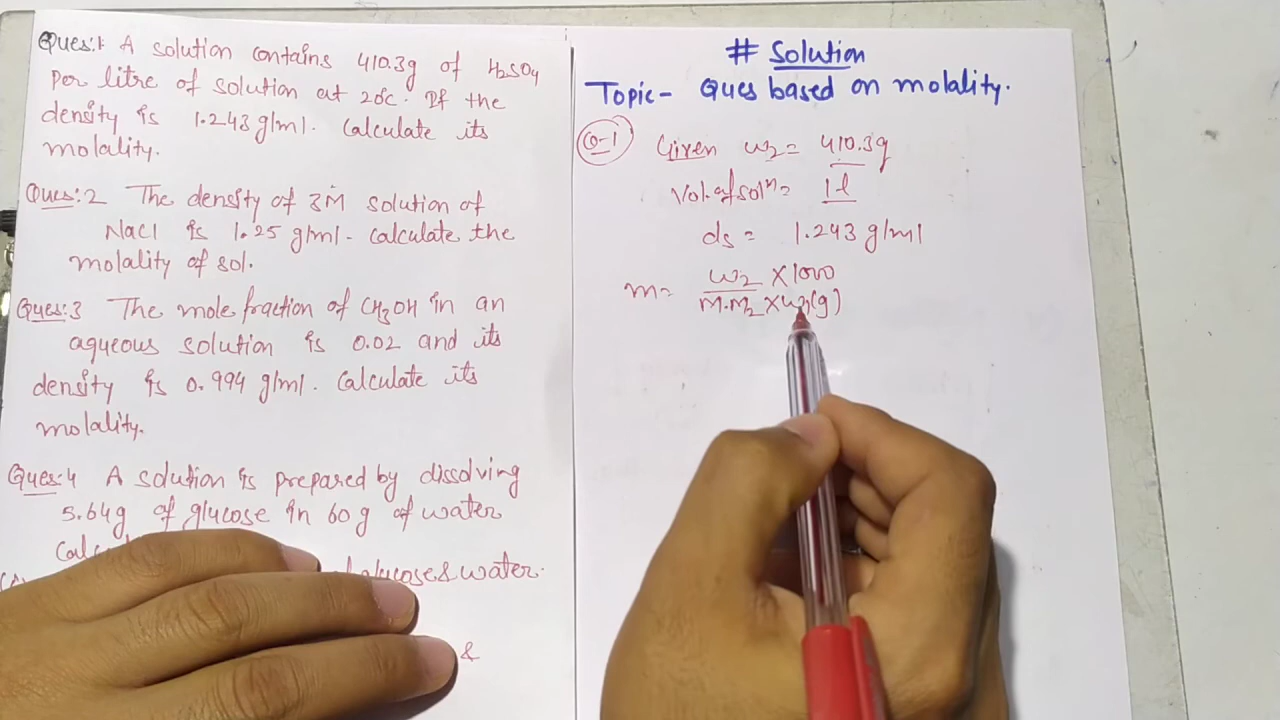 Ques:1 A solution contains 410.3g of H2SO4
Per litre of solution at 20c. If the
density is 1.243 g/ml. Calculate its
molality.
Ques:2 The density of 3M solution of
NaCl is 1.25 g/ml. Calculate the
molality of sol.
Ques:3 The mole fraction of CH3OH in an
aqueous solution is 0.02 and its
density is 0.994 g/ml. Calculate its
molality.
Ques:4 A solution is prepared by dissolving
5.64g of glucose in 60 g of water
glucose & water.
&
# Solution
Topic- Ques based on molality.
Q-1 Given w2 = 410.3g
Vol. of soln = 1l
ds = 1.243 g/ml
m = w2 × 1000
M.M2 × w1(g)